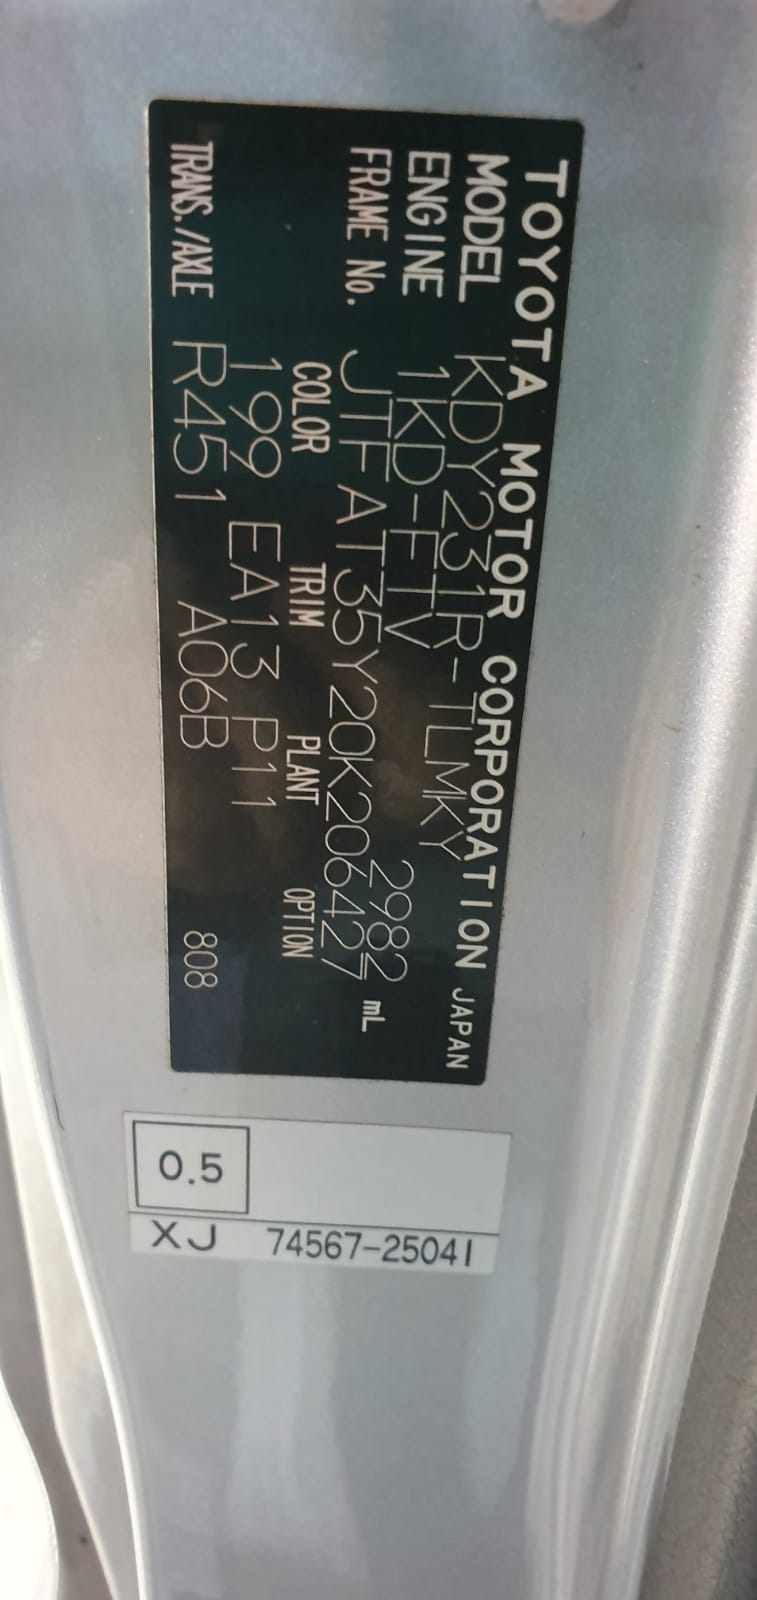 TOYOTA MOTOR CORPORATION JAPAN
MODEL KDY231R-TLMKY
ENGINE 1KD-FTV 2982 mL
FRAME No. JTFAT35Y20K206427
COLOR TRIM PLANT OPTION
199 EA13 P11
TRANS./AXLE R451 A06B 808
0.5
XJ 74567-25041